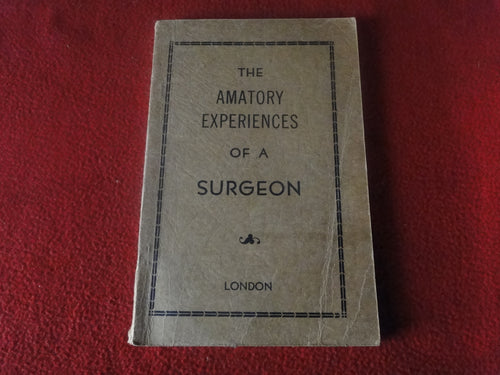 THE
AMATORY
EXPERIENCES
OF A
SURGEON
LONDON